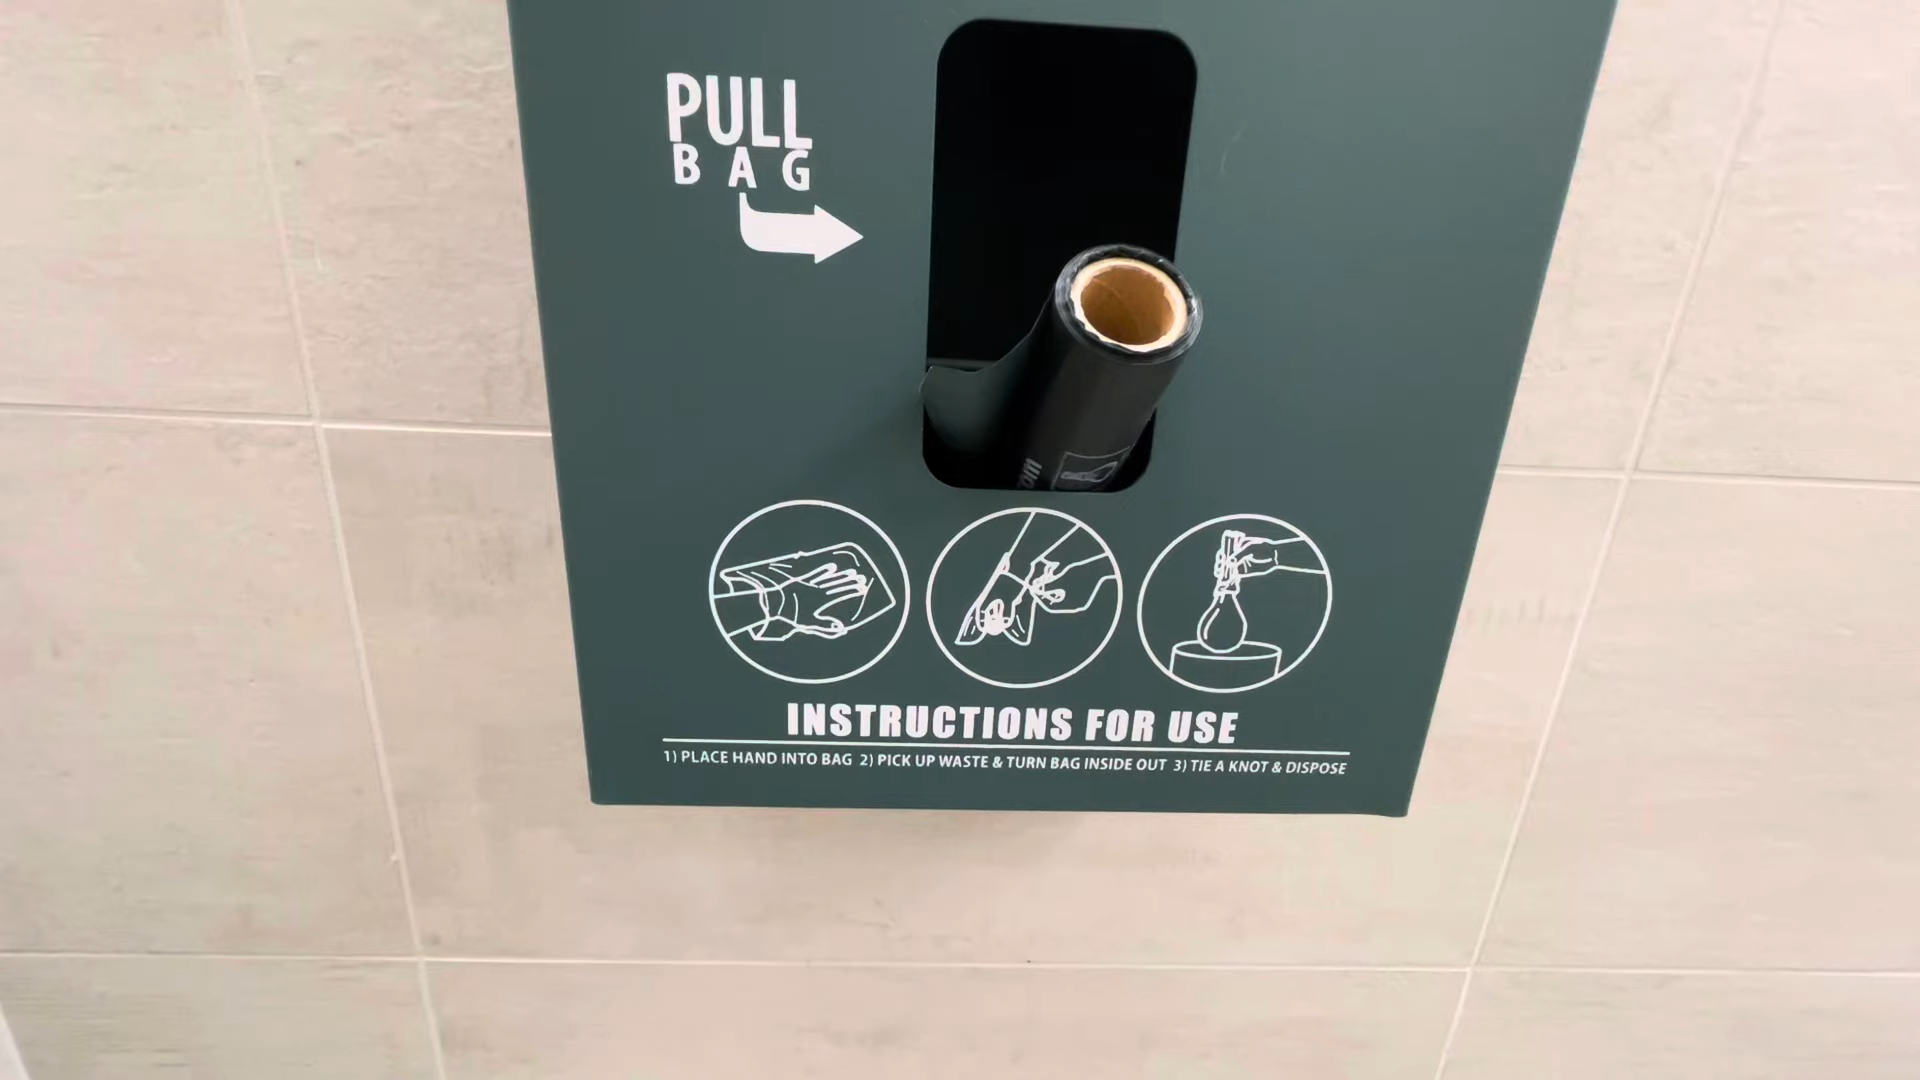 PULL
BAG
om
INSTRUCTIONS FOR USE
1) PLACE HAND INTO BAG 2) PICK UP WASTE & TURN BAG INSIDE OUT 3) TIE A KNOT & DISPOSE